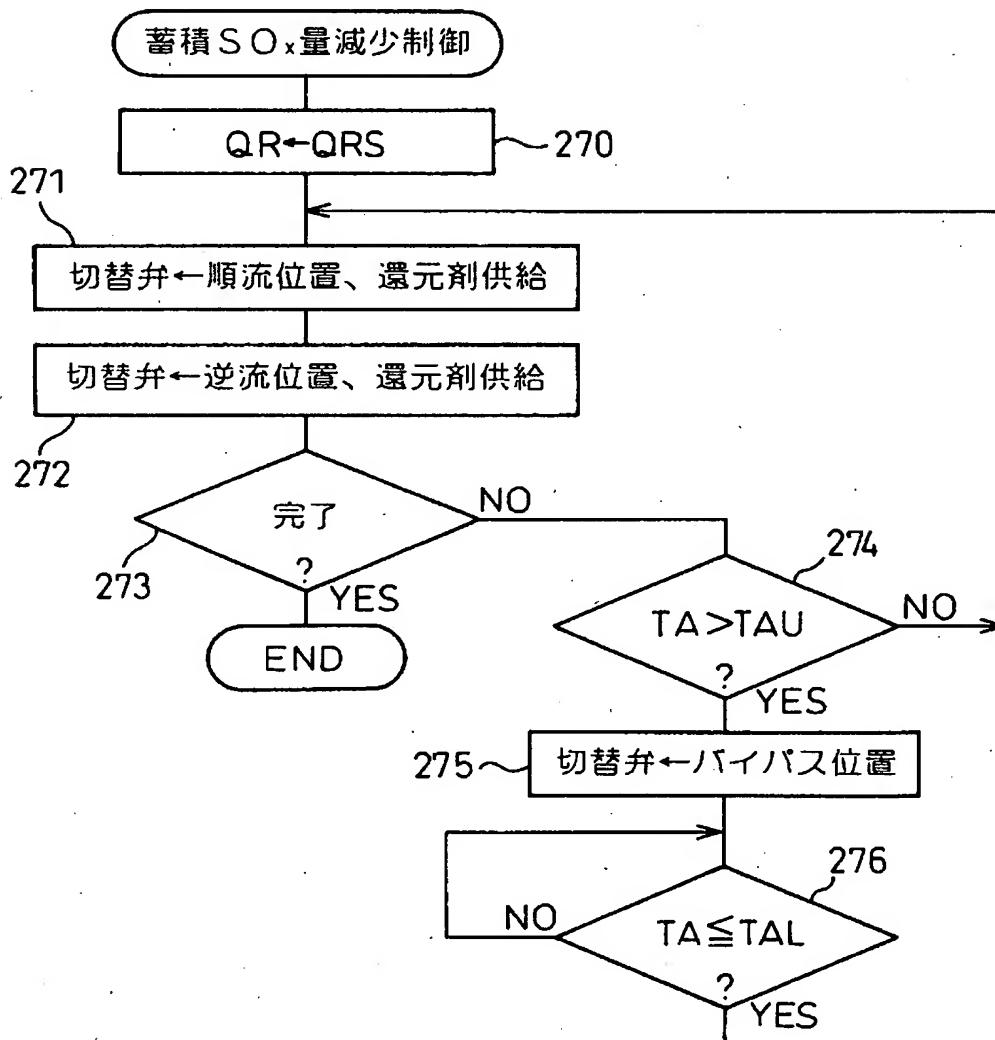 蓄積SOx量減少制御
QR←QRS
270
271
切替弁←順流位置、還元剤供給
切替弁←逆流位置、還元剤供給
272
完了
?
NO
273
YES
END
274
TA>TAU
?
NO
YES
275
切替弁←バイパス位置
276
NO
TA≦TAL
?
YES